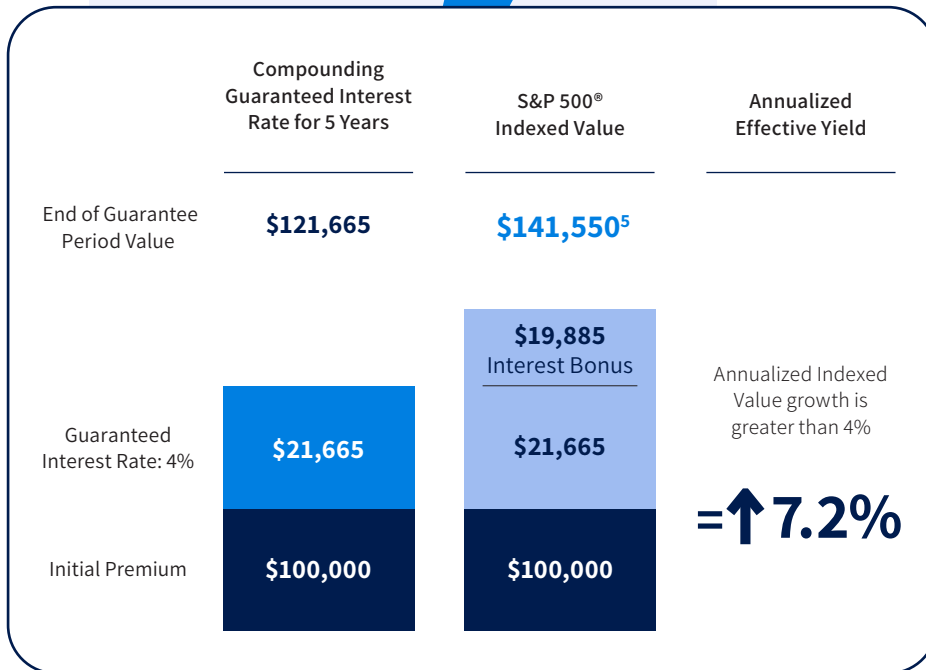 Compounding
Guaranteed Interest
Rate for 5 Years
S&P 500®
Indexed Value
Annualized
Effective Yield
End of Guarantee
Period Value
$121,665
$141,550⁵
$19,885
Interest Bonus
Guaranteed
Interest Rate: 4%
$21,665
$21,665
Annualized Indexed
Value growth is
greater than 4%
=↑7.2%
Initial Premium
$100,000
$100,000